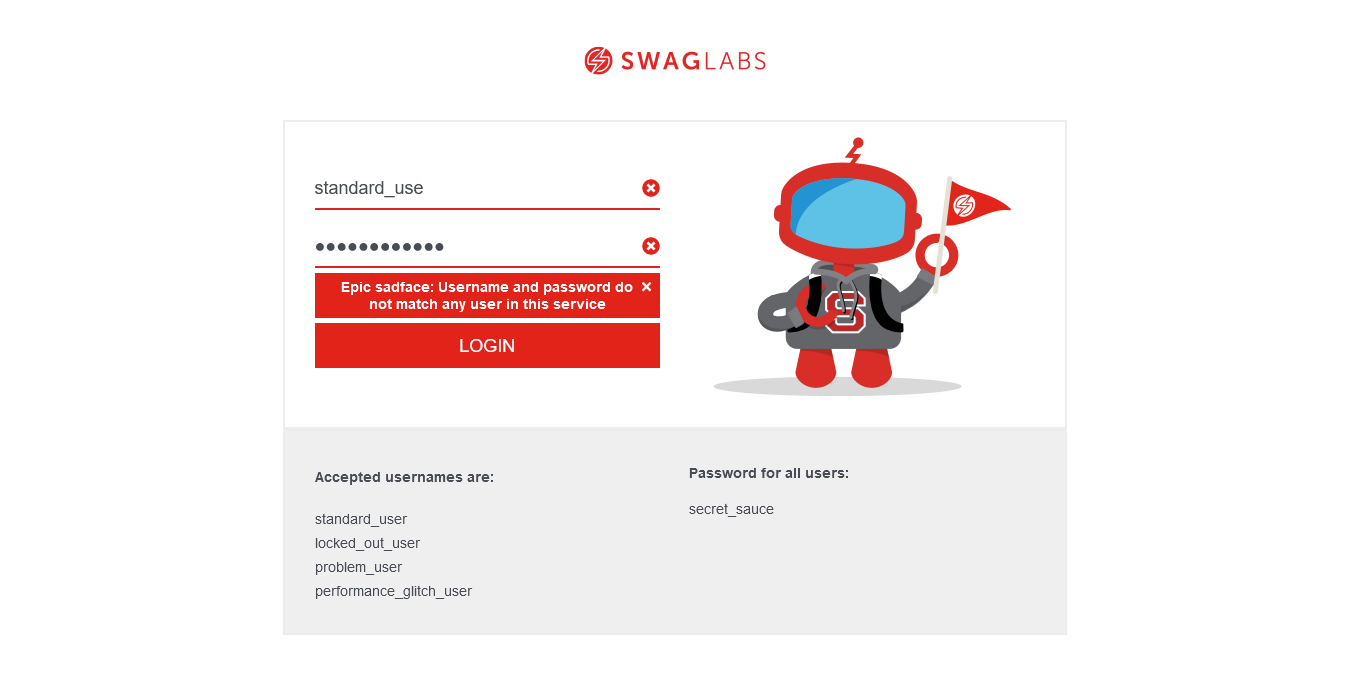 SWAGLABS
standard_use
●●●●●●●●●●●●
Epic sadface: Username and password do
not match any user in this service
LOGIN
S
Accepted usernames are:
standard_user
locked_out_user
problem_user
performance_glitch_user
Password for all users:
secret_sauce